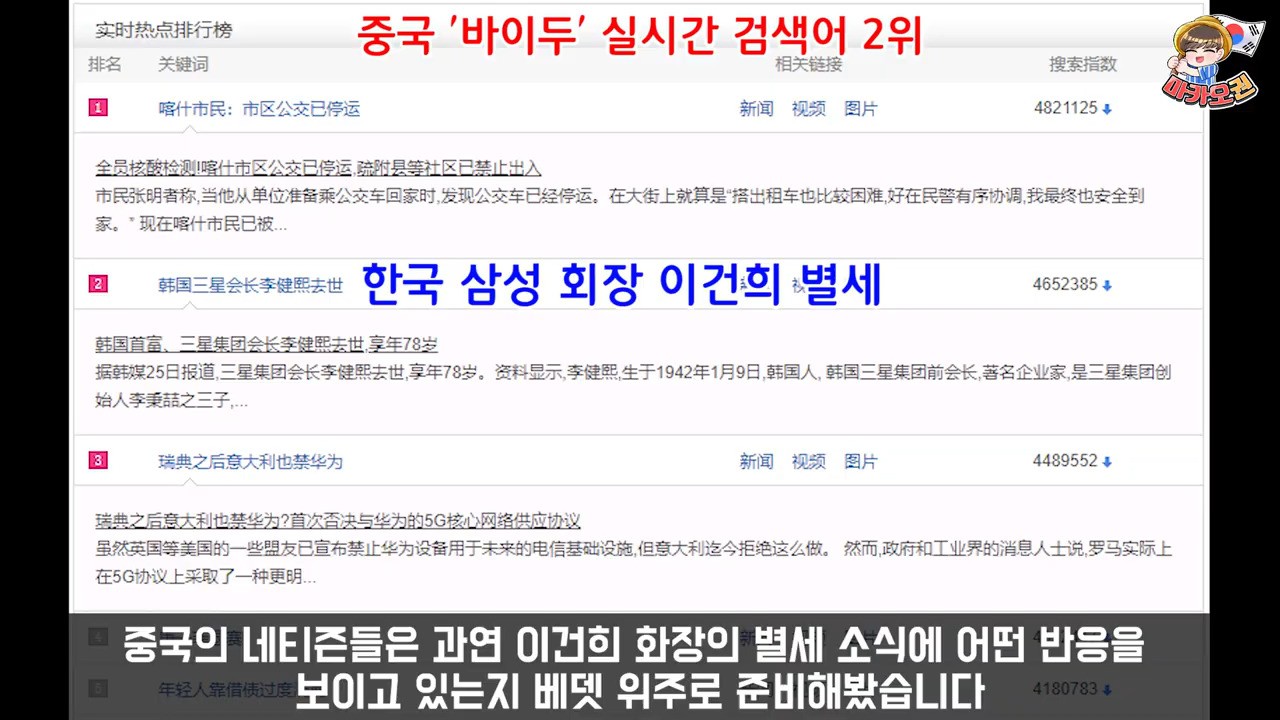 중국 '바이두' 실시간 검색어 2위
实时热点排行榜
마카모권
排名 关键词 相关链接 搜索指数
1 喀什市民：市区公交已停运 新闻 视频 图片 4821125
全员核酸检测!喀什市区公交已停运,疏附县等社区已禁止出入
市民张明者称,当他从单位准备乘公交车回家时,发现公交车已经停运。在大街上就算是“搭出租车也比较困难,好在民警有序协调,我最终也安全到
家。” 现在喀什市民已被...
2 韩国三星会长李健熙去世 한국 삼성 회장 이건희 별세 4652385
韩国首富、三星集团会长李健熙去世,享年78岁
据韩媒25日报道,三星集团会长李健熙去世,享年78岁。资料显示,李健熙,生于1942年1月9日,韩国人, 韩国三星集团前会长,著名企业家,是三星集团创
始人李秉喆之三子,...
3 瑞典之后意大利也禁华为 新闻 视频 图片 4489552
瑞典之后意大利也禁华为?首次否决与华为的5G核心网络供应协议
虽然英国等美国的一些盟友已宣布禁止华为设备用于未来的电信基础设施,但意大利迄今拒绝这么做。 然而,政府和工业界的消息人士说,罗马实际上
在5G协议上采取了一种更明...
중국의 네티즌들은 과연 이건희 화장의 별세 소식에 어떤 반응을
年轻人靠借债过度 4180783
보이고 있는지 베뎃 위주로 준비해봤습니다